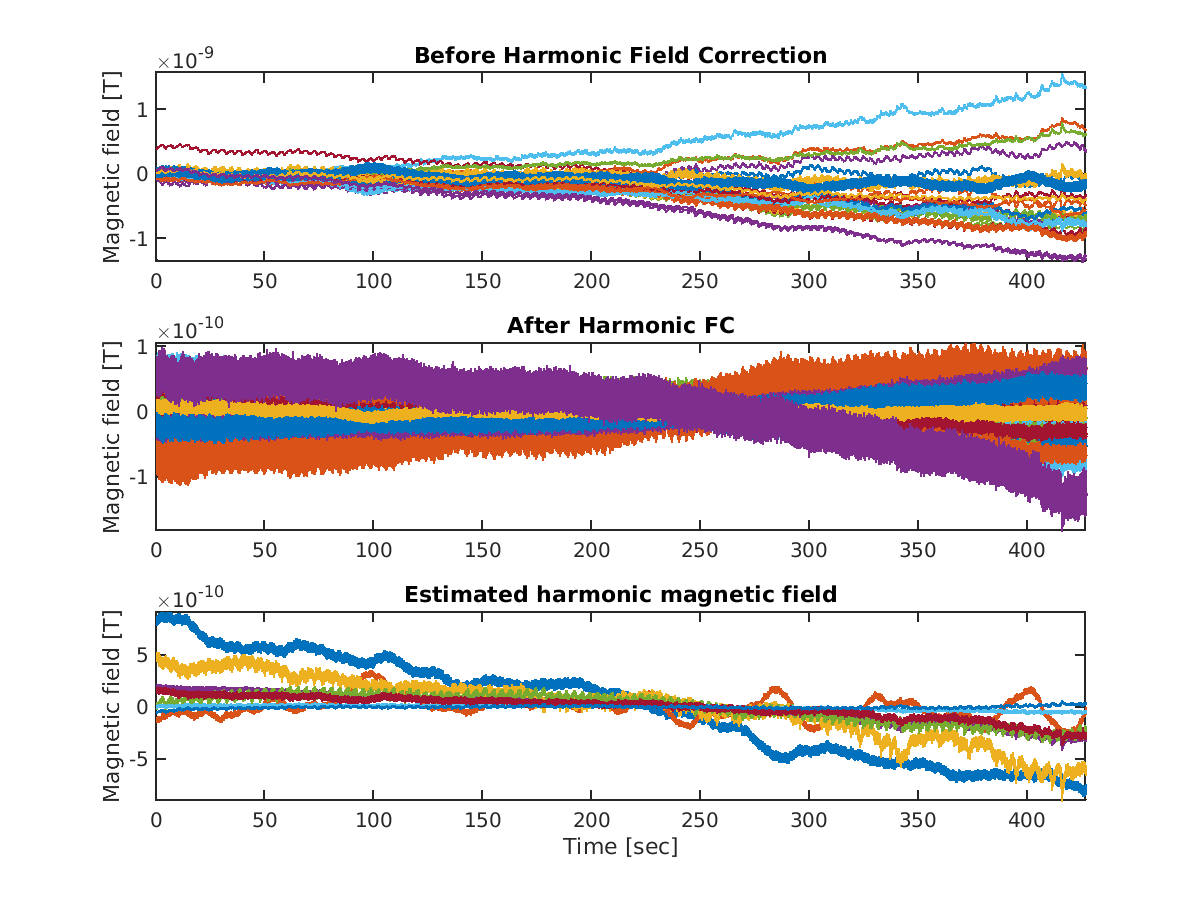 Before Harmonic Field Correction
×10^-9
Magnetic field [T]
1
0
-1
0 50 100 150 200 250 300 350 400
After Harmonic FC
×10^-10
Magnetic field [T]
1
0
-1
0 50 100 150 200 250 300 350 400
Estimated harmonic magnetic field
×10^-10
Magnetic field [T]
5
0
-5
0 50 100 150 200 250 300 350 400
Time [sec]